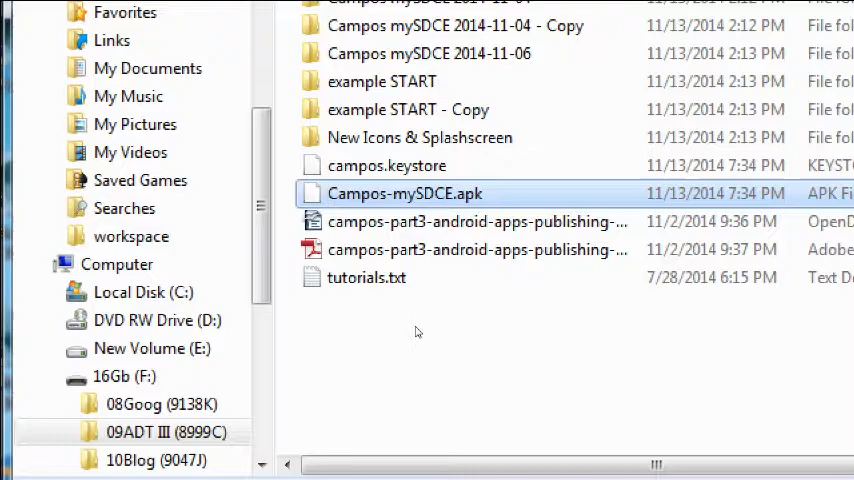 Favorites
Links
My Documents
My Music
My Pictures
My Videos
Saved Games
Searches
workspace
Computer
Local Disk (C:)
DVD RW Drive (D:)
New Volume (E:)
16Gb (F:)
08Goog (9138K)
09ADT III (8999C)
10Blog (9047J)
Campos mySDCE 2014-11-04 - Copy 11/13/2014 2:12 PM File fol
Campos mySDCE 2014-11-06 11/13/2014 2:13 PM File fol
example START 11/13/2014 2:13 PM File fol
example START - Copy 11/13/2014 2:13 PM File fol
New Icons & Splashscreen 11/13/2014 2:13 PM File fol
campos.keystore 11/13/2014 7:34 PM KEYST
Campos-mySDCE.apk 11/13/2014 7:34 PM APK Fi
campos-part3-android-apps-publishing-... 11/2/2014 9:36 PM OpenD
campos-part3-android-apps-publishing-... 11/2/2014 9:37 PM Adobe
tutorials.txt 7/28/2014 6:15 PM Text D